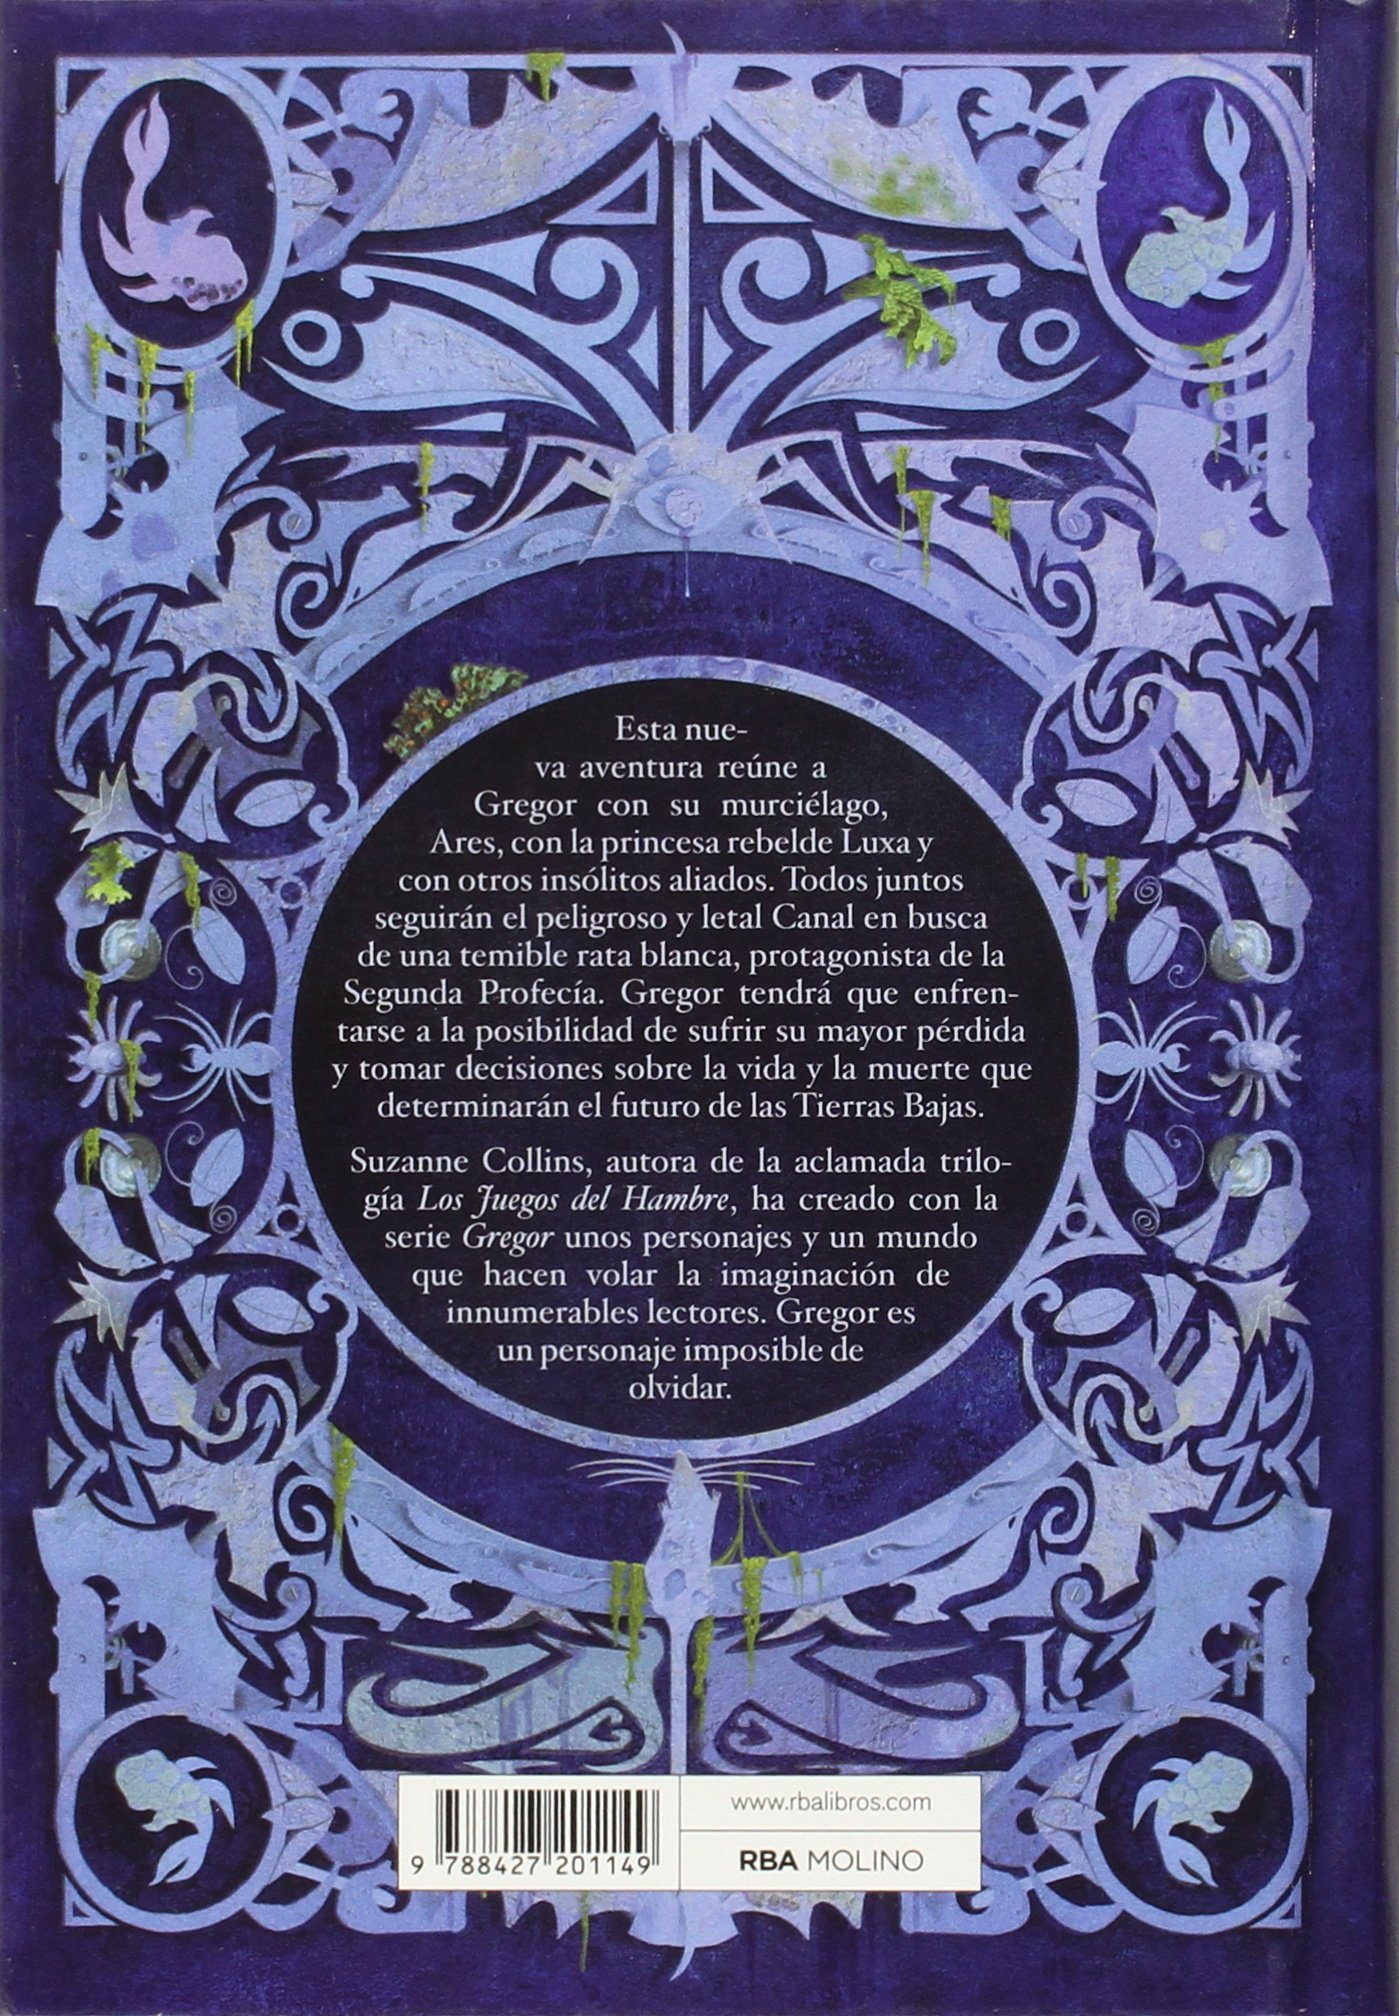 Esta nue-
va aventura reúne a
Gregor con su murciélago,
Ares, con la princesa rebelde Luxa y
con otros insólitos aliados. Todos juntos
seguirán el peligroso y letal Canal en busca
de una temible rata blanca, protagonista de la
Segunda Profecía. Gregor tendrá que enfren-
tarse a la posibilidad de sufrir su mayor pérdida
y tomar decisiones sobre la vida y la muerte que
determinarán el futuro de las Tierras Bajas.
Suzanne Collins, autora de la aclamada trilo-
gía Los Juegos del Hambre, ha creado con la
serie Gregor unos personajes y un mundo
que hacen volar la imaginación de
innumerables lectores. Gregor es
un personaje imposible de
olvidar.
9 788427 201149
www.rbalibros.com
RBA MOLINO